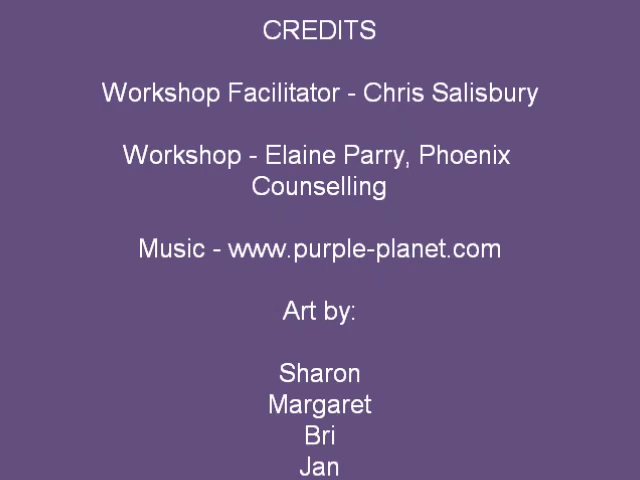 CREDITS
Workshop Facilitator - Chris Salisbury
Workshop - Elaine Parry, Phoenix
Counselling
Music - www.purple-planet.com
Art by:
Sharon
Margaret
Bri
Jan